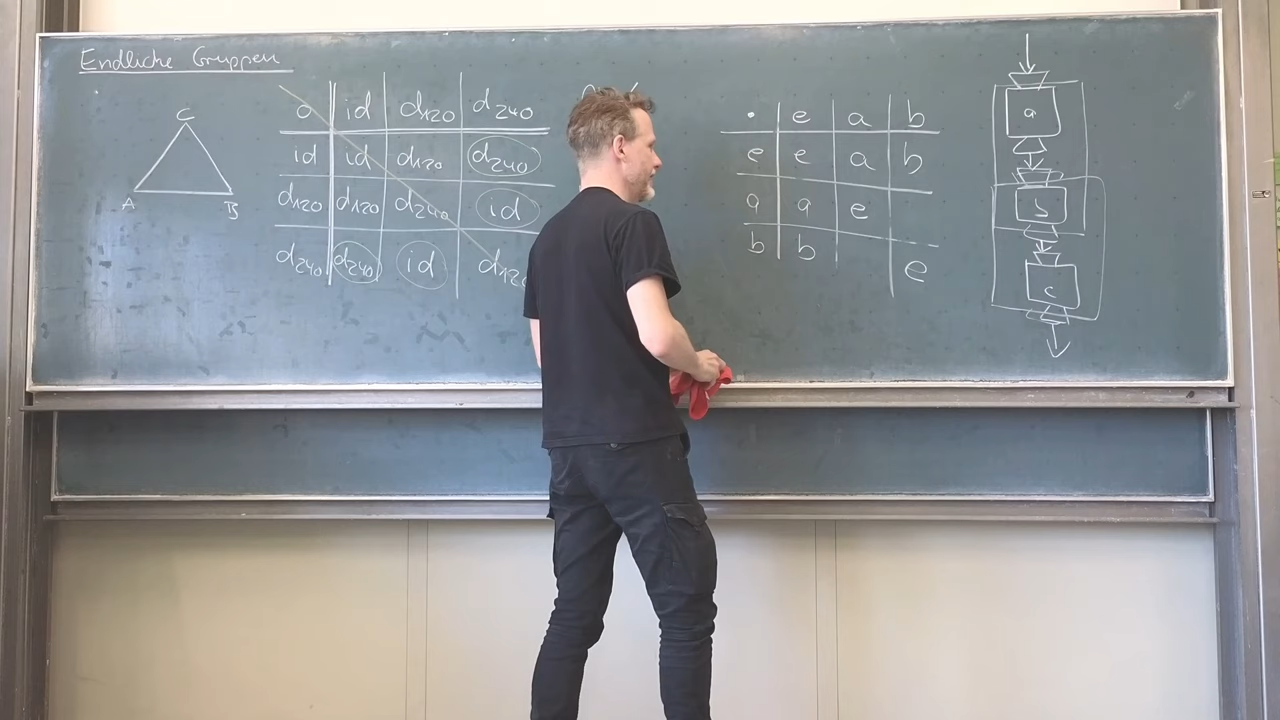 Endliche Gruppen
C
A B
∘ id d120 d240
id id d120 d240
d120 d120 d240 id
d240 d240 id d120
· e a b
e e a b
a a e
b b e
a
b
c